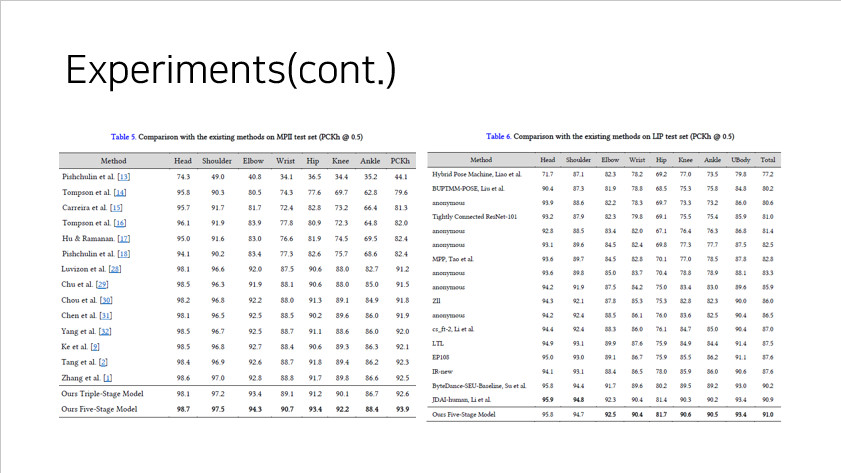 Experiments(cont.)
Table 5. Comparison with the existing methods on MPII test set (PCKh @ 0.5)
Method Head Shoulder Elbow Wrist Hip Knee Ankle PCKh
Pishchulin et al. [13] 74.3 49.0 40.8 34.1 36.5 34.4 35.2 44.1
Tompson et al. [14] 95.8 90.3 80.5 74.3 77.6 69.7 62.8 79.6
Carreira et al. [15] 95.7 91.7 81.7 72.4 82.8 73.2 66.4 81.3
Tompson et al. [16] 96.1 91.9 83.9 77.8 80.9 72.3 64.8 82.0
Hu & Ramanan. [17] 95.0 91.6 83.0 76.6 81.9 74.5 69.5 82.4
Pishchulin et al. [18] 94.1 90.2 83.4 77.3 82.6 75.7 68.6 82.4
Luvizon et al. [28] 98.1 96.6 92.0 87.5 90.6 88.0 82.7 91.2
Chu et al. [29] 98.5 96.3 91.9 88.1 90.6 88.0 85.0 91.5
Chou et al. [30] 98.2 96.8 92.2 88.0 91.3 89.1 84.9 91.8
Chen et al. [31] 98.1 96.5 92.5 88.5 90.2 89.6 86.0 91.9
Yang et al. [32] 98.5 96.7 92.5 88.7 91.1 88.6 86.0 92.0
Ke et al. [9] 98.5 96.8 92.7 88.4 90.6 89.3 86.3 92.1
Tang et al. [2] 98.4 96.9 92.6 88.7 91.8 89.4 86.2 92.3
Zhang et al. [1] 98.6 97.0 92.8 88.8 91.7 89.8 86.6 92.5
Ours Triple-Stage Model 98.1 97.2 93.4 89.1 91.2 90.1 86.7 92.6
Ours Five-Stage Model 98.7 97.5 94.3 90.7 93.4 92.2 88.4 93.9
Table 6. Comparison with the existing methods on LIP test set (PCKh @ 0.5)
Method Head Shoulder Elbow Wrist Hip Knee Ankle UBody Total
Hybrid Pose Machine, Liao et al. 71.7 87.1 82.3 78.2 69.2 77.0 73.5 79.8 77.2
BUPTMM-POSE, Liu et al. 90.4 87.3 81.9 78.8 68.5 75.3 75.8 84.8 80.2
anonymous 93.9 88.6 82.2 78.3 69.7 73.3 73.2 86.0 80.6
Tightly Connected ResNet-101 93.2 87.9 82.3 79.8 69.1 75.5 75.4 85.9 81.0
anonymous 92.8 88.5 83.4 82.0 67.1 76.4 76.3 86.8 81.4
anonymous 93.1 89.6 84.5 82.4 69.8 77.3 77.7 87.5 82.5
MPP, Tao et al. 93.6 89.7 84.5 82.8 70.1 77.0 78.5 87.8 82.8
anonymous 93.6 89.8 85.0 83.7 70.4 78.8 78.9 88.1 83.3
anonymous 94.2 91.9 87.5 84.2 75.0 83.4 83.0 89.6 85.9
ZII 94.3 92.1 87.8 85.3 75.3 82.8 82.3 90.0 86.0
anonymous 94.2 92.4 88.5 86.1 76.0 83.6 82.5 90.4 86.5
cs_ft-2, Li et al. 94.4 92.4 88.3 86.0 76.1 84.7 85.0 90.4 87.0
LTL 94.9 93.1 89.9 87.6 75.9 84.9 84.4 91.4 87.5
EP108 95.0 93.0 89.1 86.7 75.9 85.5 86.2 91.1 87.6
IR-new 94.1 93.1 88.4 86.5 78.0 85.9 86.0 90.6 87.6
ByteDance-SEU-Baseline, Su et al. 95.8 94.4 91.7 89.6 80.2 89.5 89.2 93.0 90.2
JDAI-human, Li et al. 95.9 94.8 92.3 90.4 81.4 90.3 90.2 93.4 90.9
Ours Five-Stage Model 95.8 94.7 92.5 90.4 81.7 90.6 90.5 93.4 91.0